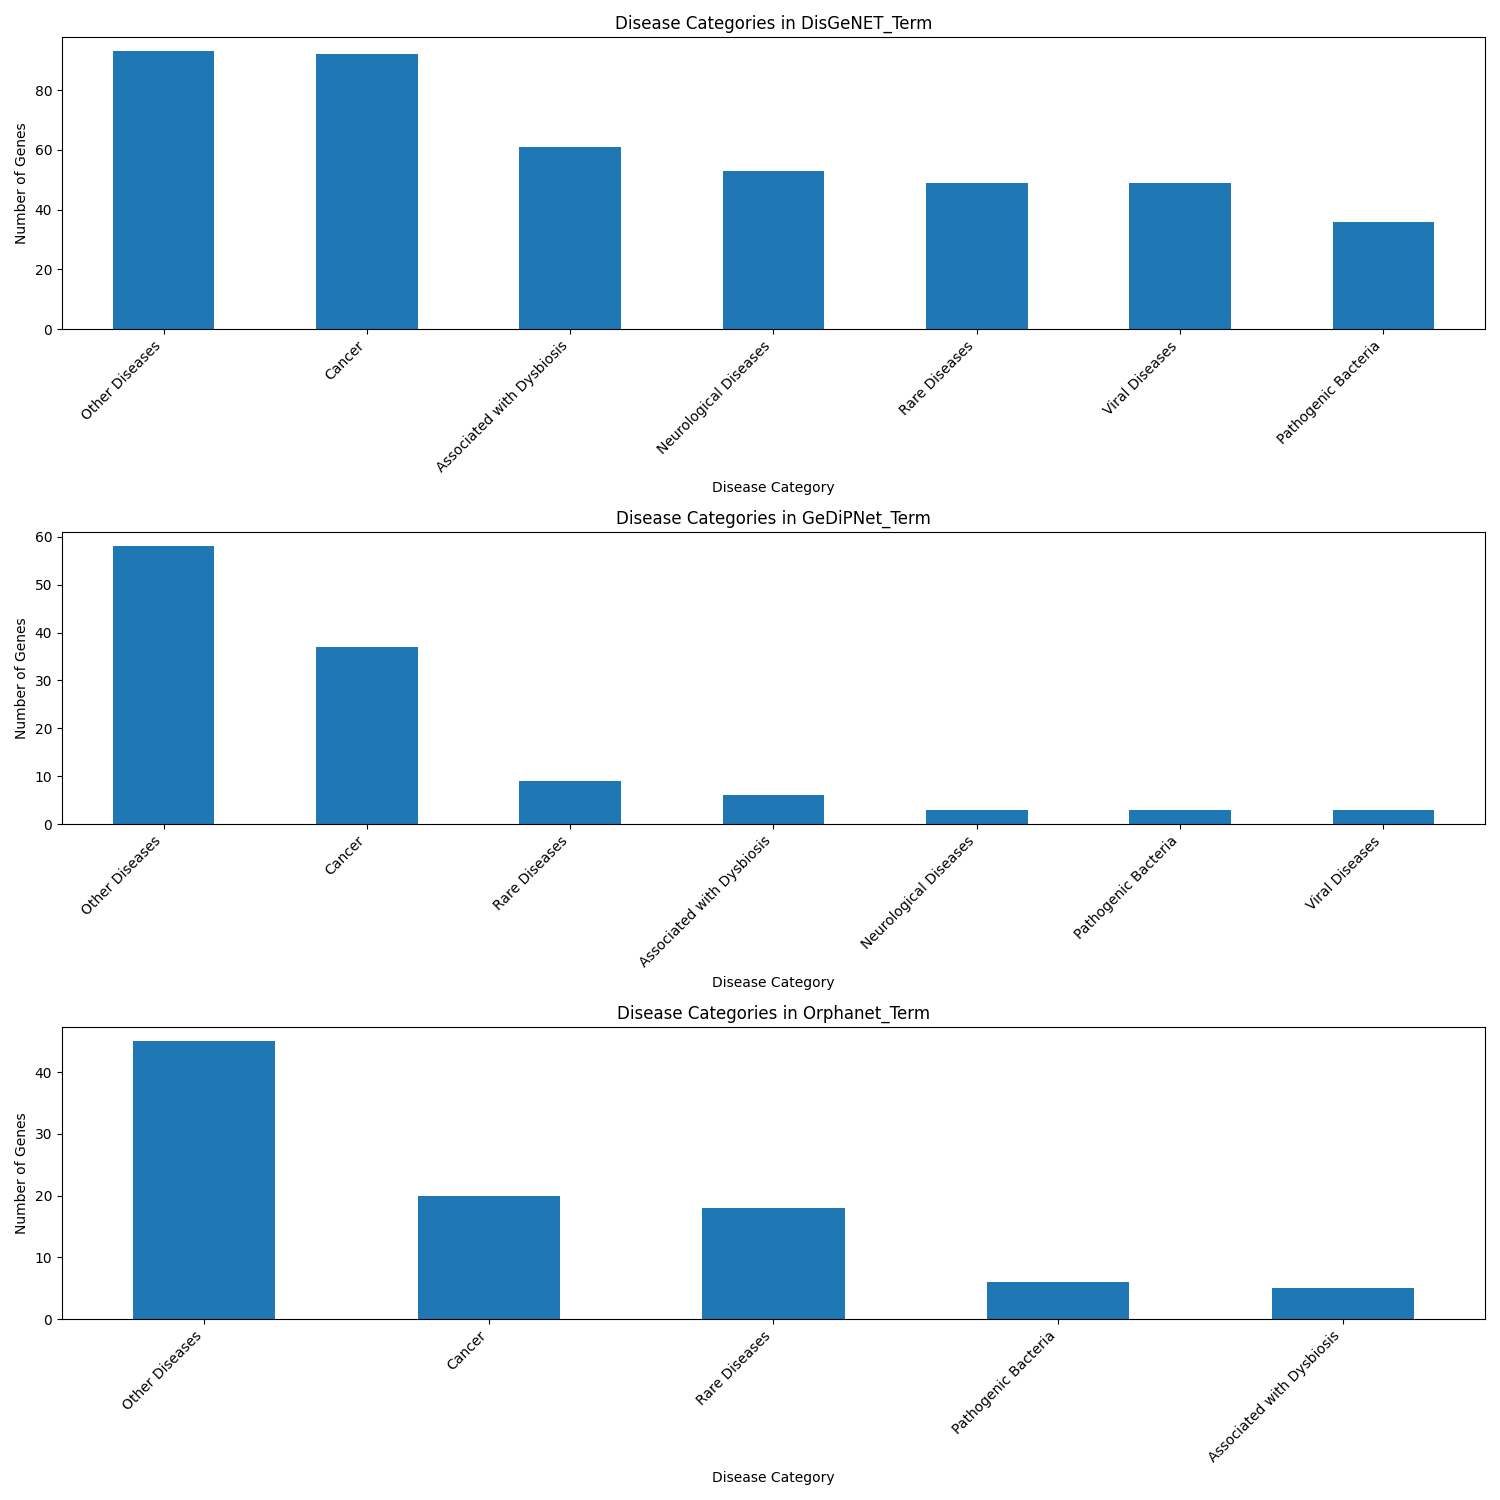 Disease Categories in DisGeNET_Term
Number of Genes
80
60
40
20
0
Other Diseases
Cancer
Associated with Dysbiosis
Neurological Diseases
Rare Diseases
Viral Diseases
Pathogenic Bacteria
Disease Category
Disease Categories in GeDiPNet_Term
Number of Genes
60
50
40
30
20
10
0
Other Diseases
Cancer
Rare Diseases
Associated with Dysbiosis
Neurological Diseases
Pathogenic Bacteria
Viral Diseases
Disease Category
Disease Categories in Orphanet_Term
Number of Genes
40
30
20
10
0
Other Diseases
Cancer
Rare Diseases
Pathogenic Bacteria
Associated with Dysbiosis
Disease Category